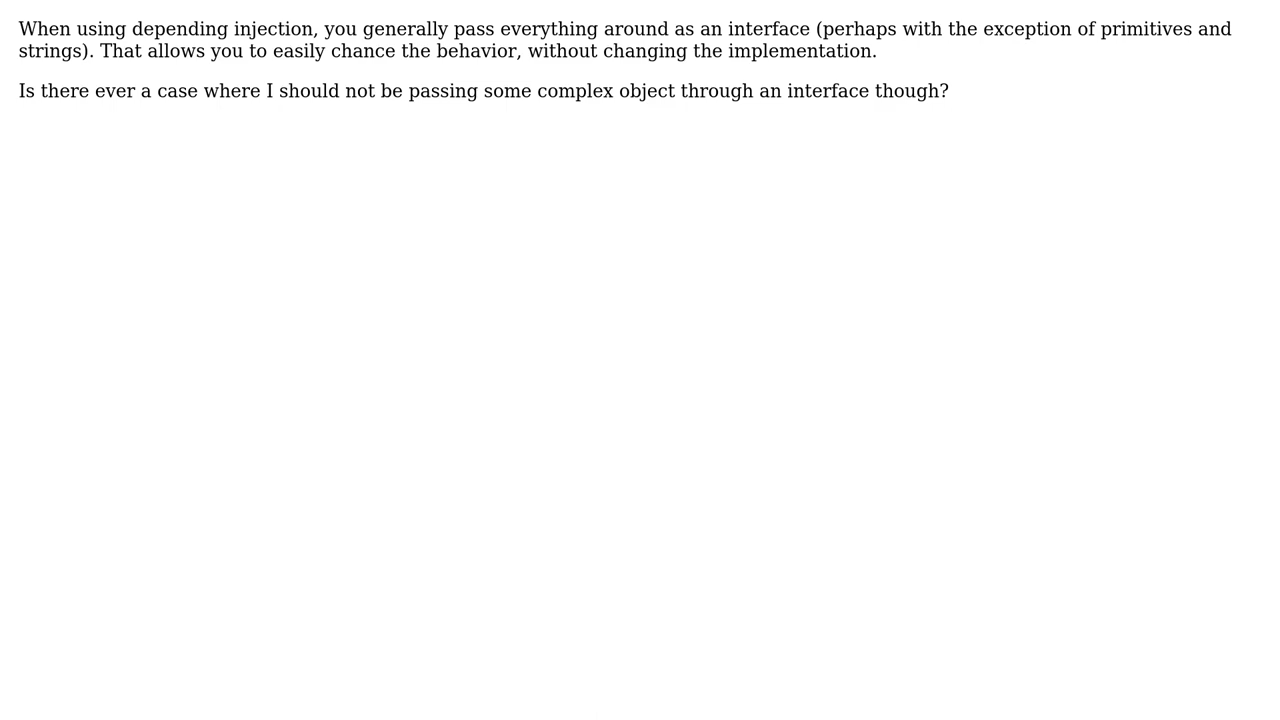 When using depending injection, you generally pass everything around as an interface (perhaps with the exception of primitives and
strings). That allows you to easily chance the behavior, without changing the implementation.
Is there ever a case where I should not be passing some complex object through an interface though?